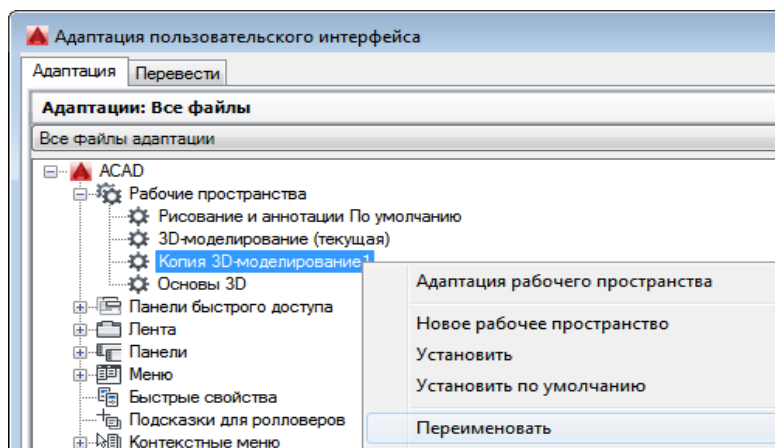 Адаптация пользовательского интерфейса
Адаптация Перевести
Адаптации: Все файлы
Все файлы адаптации
ACAD
Рабочие пространства
Рисование и аннотации По умолчанию
3D-моделирование (текущая)
Копия 3D-моделирование1
Основы 3D
Панели быстрого доступа
Лента
Панели
Меню
Быстрые свойства
Подсказки для ролловеров
Контекстные меню
Адаптация рабочего пространства
Новое рабочее пространство
Установить
Установить по умолчанию
Переименовать